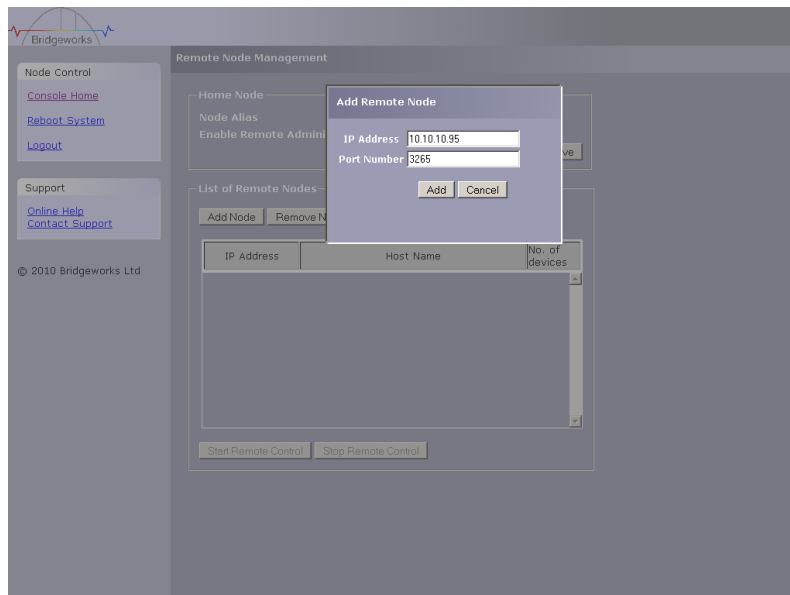 Bridgeworks
Remote Node Management
Node Control
Console Home
Reboot System
Logout
Support
Online Help
Contact Support
© 2010 Bridgeworks Ltd
Home Node
Node Alias
Enable Remote Admini
ve
Add Remote Node
IP Address 10.10.10.95
Port Number 3265
Add Cancel
List of Remote Nodes
Add Node Remove N
IP Address Host Name No. of
devices
Start Remote Control Stop Remote Control